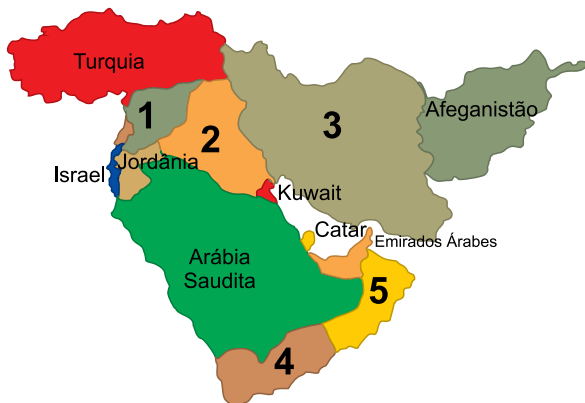 Turquia
1
2
3
Afeganistão
Israel
Jordânia
Kuwait
Catar
Emirados Árabes
Arábia
Saudita
5
4